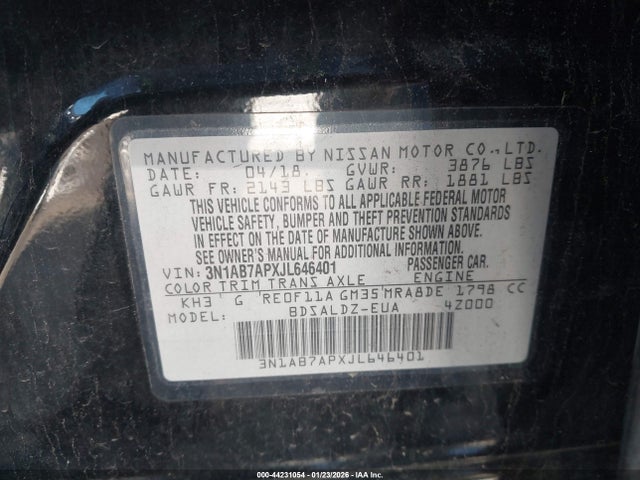 MANUFACTURED BY NISSAN MOTOR CO.,LTD.
DATE: 04/18 GVWR: 3876 LBS
GAWR FR: 2143 LBS GAWR RR: 1881 LBS
THIS VEHICLE CONFORMS TO ALL APPLICABLE FEDERAL MOTOR
VEHICLE SAFETY, BUMPER AND THEFT PREVENTION STANDARDS
IN EFFECT ON THE DATE OF MANUFACTURE SHOWN ABOVE.
SEE OWNER'S MANUAL FOR ADDITIONAL INFORMATION.
VIN: 3N1AB7APXJL646401 PASSENGER CAR.
COLOR TRIM TRANS AXLE ENGINE
KH3 G RE0F11A GM35 MRA8DE 1798 CC
MODEL: BDSALDZ-EUA 4Z000
3N1AB7APXJL646401
000-44231054 | 01/23/2026 - IAA, Inc.